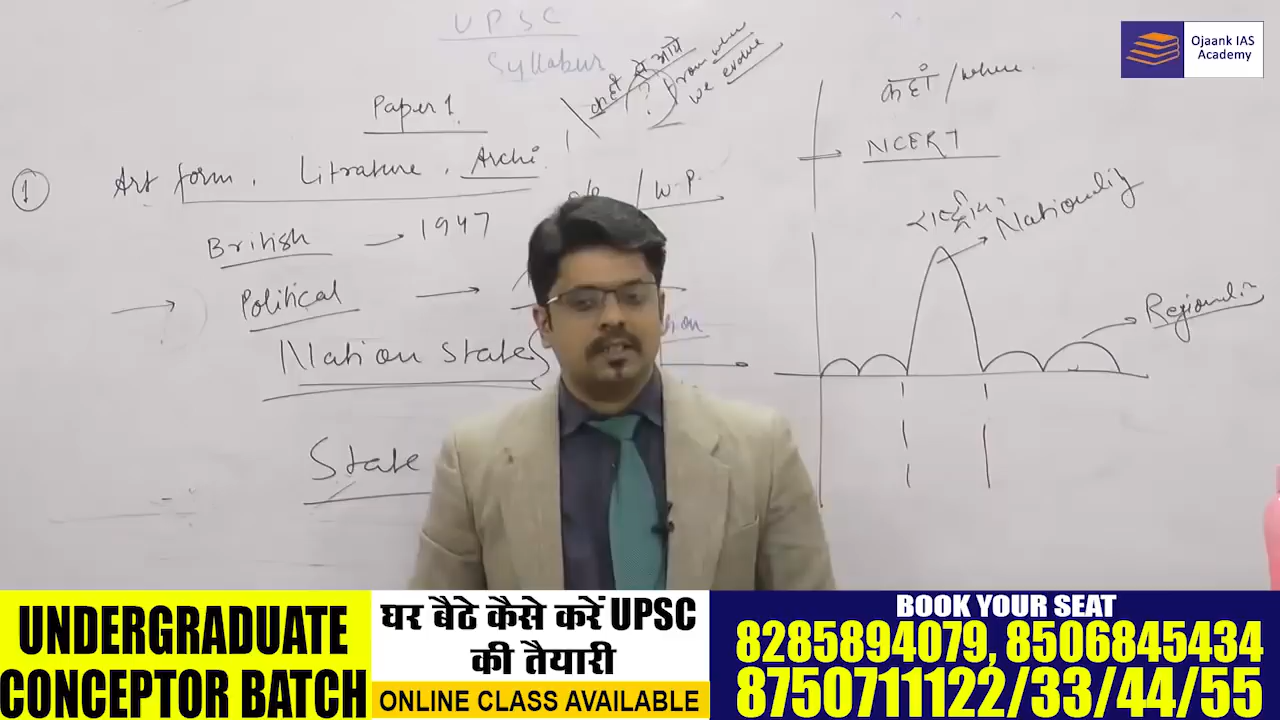 UPSC
Syllabus
Paper 1
कहाँ से आये
?
From where
we evolve
①
Art form, Litrature, Archi.
/ W.P.
British → 1947
→ Political →
Nation State
State
कहाँ / where
NCERT
Nationality
Regionali
Ojaank IAS
Academy
UNDERGRADUATE
CONCEPTOR BATCH
घर बैठे कैसे करें UPSC
की तैयारी
ONLINE CLASS AVAILABLE
BOOK YOUR SEAT
8285894079, 8506845434
8750711122/33/44/55